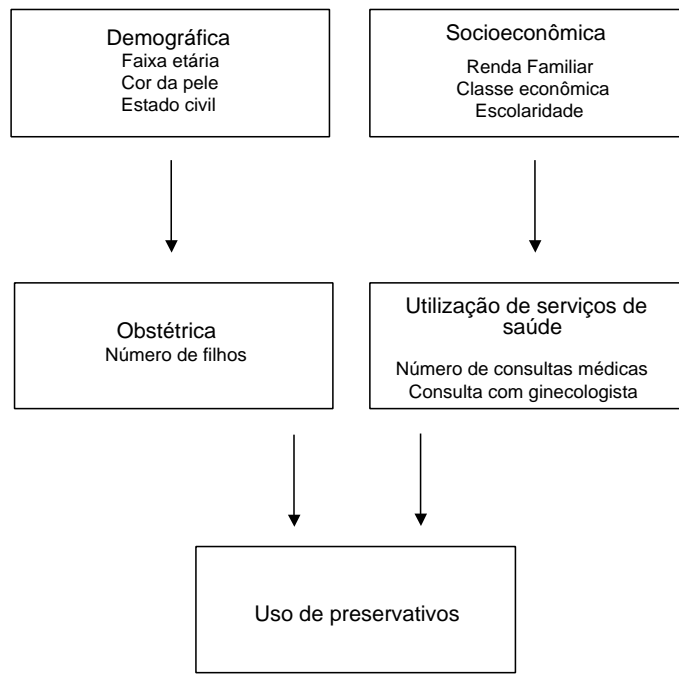 Demográfica
Faixa etária
Cor da pele
Estado civil
Socioeconômica
Renda Familiar
Classe econômica
Escolaridade
Obstétrica
Número de filhos
Utilização de serviços de
saúde
Número de consultas médicas
Consulta com ginecologista
Uso de preservativos